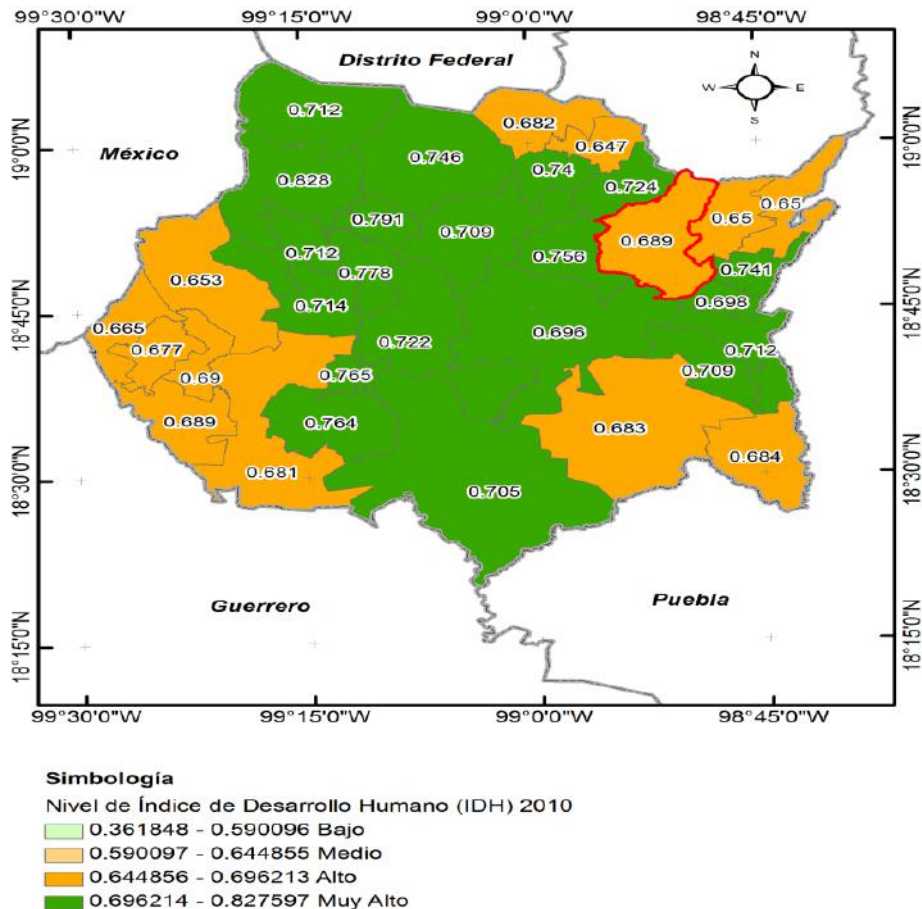 99°30'0"W 99°15'0"W 99°0'0"W 98°45'0"W
Distrito Federal
N
W E
S
México
19°0'0"N
19°0'0"N
0.712
0.682
0.647
0.746
0.74
0.724
0.828
0.65
0.65
0.791
0.709
0.689
0.712
0.756
0.741
0.778
0.653
0.698
0.714
18°45'0"N
18°45'0"N
0.665
0.696
0.722
0.677
0.712
0.709
0.765
0.69
0.689
0.764
0.683
0.684
0.681
0.705
18°30'0"N
18°30'0"N
Guerrero
Puebla
18°15'0"N
18°15'0"N
99°30'0"W 99°15'0"W 99°0'0"W 98°45'0"W
Simbología
Nivel de Índice de Desarrollo Humano (IDH) 2010
0.361848 - 0.590096 Bajo
0.590097 - 0.644855 Medio
0.644856 - 0.696213 Alto
0.696214 - 0.827597 Muy Alto